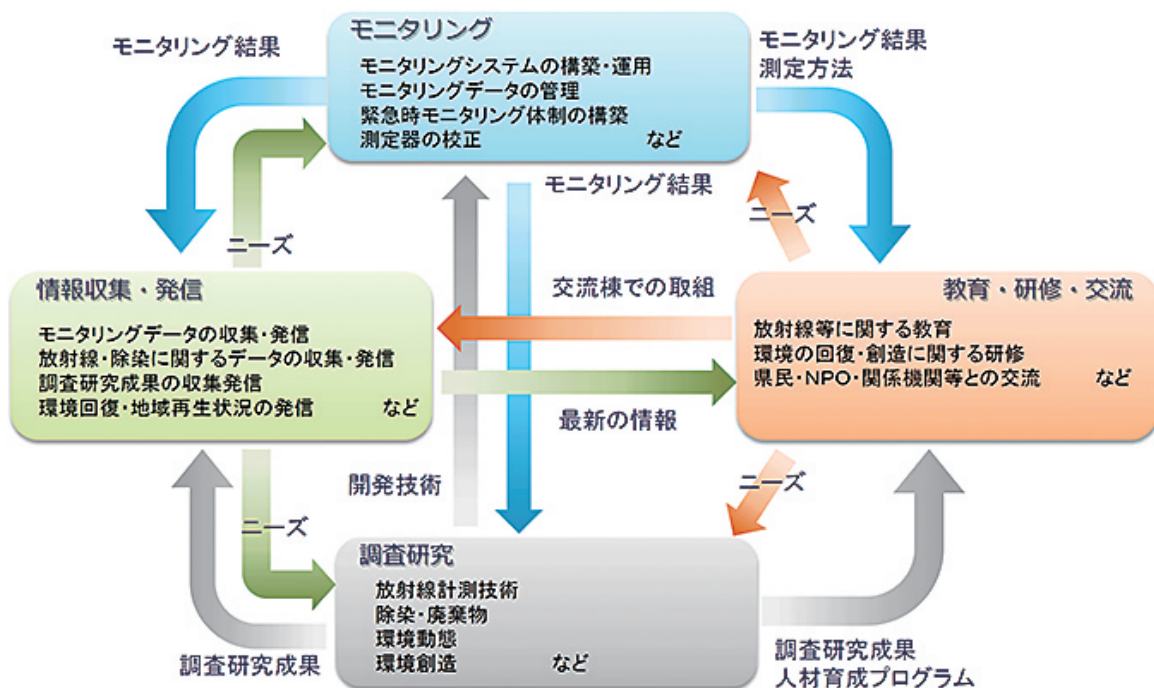 モニタリング
モニタリングシステムの構築・運用
モニタリングデータの管理
緊急時モニタリング体制の構築
測定器の校正 など
モニタリング結果
モニタリング結果
測定方法
モニタリング結果
ニーズ
ニーズ
情報収集・発信
モニタリングデータの収集・発信
放射線・除染に関するデータの収集・発信
調査研究成果の収集発信
環境回復・地域再生状況の発信 など
交流棟での取組
最新の情報
教育・研修・交流
放射線等に関する教育
環境の回復・創造に関する研修
県民・NPO・関係機関等との交流 など
開発技術
ニーズ
ニーズ
調査研究
放射線計測技術
除染・廃棄物
環境動態
環境創造 など
調査研究成果
調査研究成果
人材育成プログラム